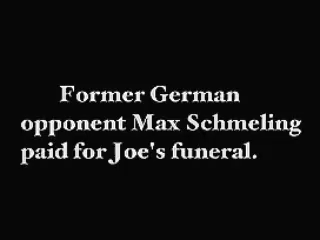 Former German
opponent Max Schmeling
paid for Joe's funeral.